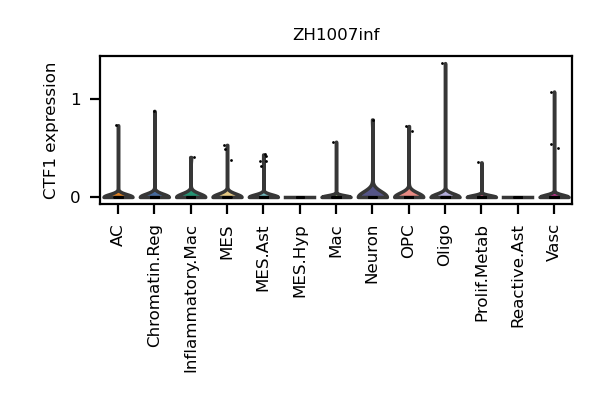 ZH1007inf
CTF1 expression
1
0
AC
Chromatin.Reg
Inflammatory.Mac
MES
MES.Ast
MES.Hyp
Mac
Neuron
OPC
Oligo
Prolif.Metab
Reactive.Ast
Vasc